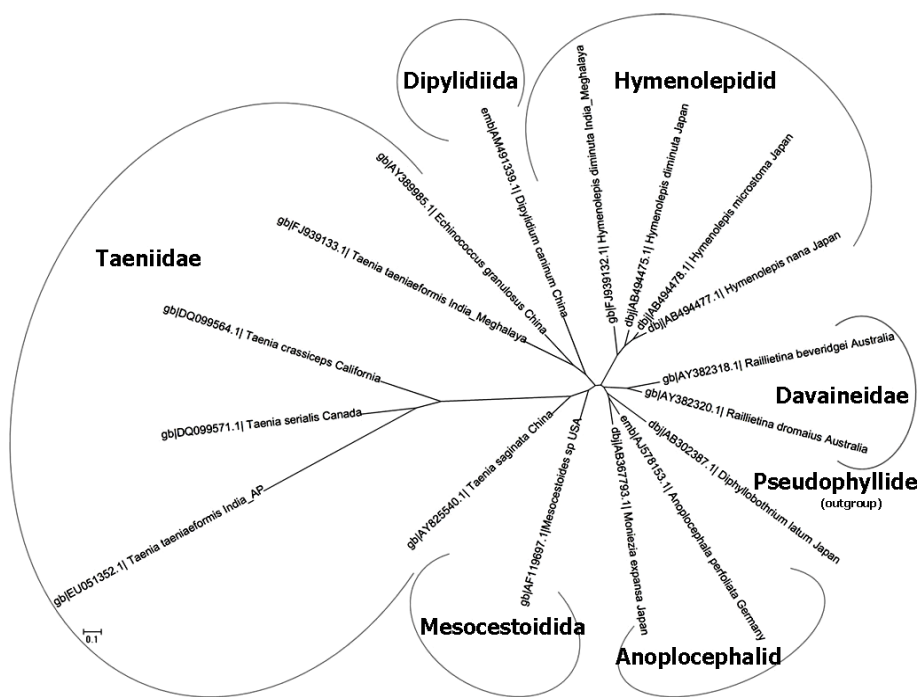 Dipylidiida
Hymenolepidid
Taeniidae
Davaineidae
Pseudophyllide
(outgroup)
Mesocestoidida
Anoplocephalid
gb|FJ939132.1| Hymenolepis diminuta India_Meghalaya
dbj|AB494475.1| Hymenolepis diminuta Japan
dbj|AB494478.1| Hymenolepis microstoma Japan
dbj|AB494477.1| Hymenolepis nana Japan
gb|AY382318.1| Raillietina beveridgei Australia
gb|AY382320.1| Raillietina dromaius Australia
dbj|AB302387.1| Diphyllobothrium latum Japan
emb|AJ578153.1| Anoplocephala perfoliata Germany
dbj|AB367793.1| Moniezia expansa Japan
gb|AF119697.1|Mesocestoides sp USA
gb|AY825540.1| Taenia saginata China
gb|EU051352.1| Taenia taeniaeformis India_AP
gb|DQ099571.1| Taenia serialis Canada
gb|DQ099564.1| Taenia crassiceps California
gb|FJ939133.1| Taenia taeniaeformis India_Meghalaya
gb|AY389985.1| Echinococcus granulosus China
emb|AM491339.1| Dipylidium caninum China
0.1